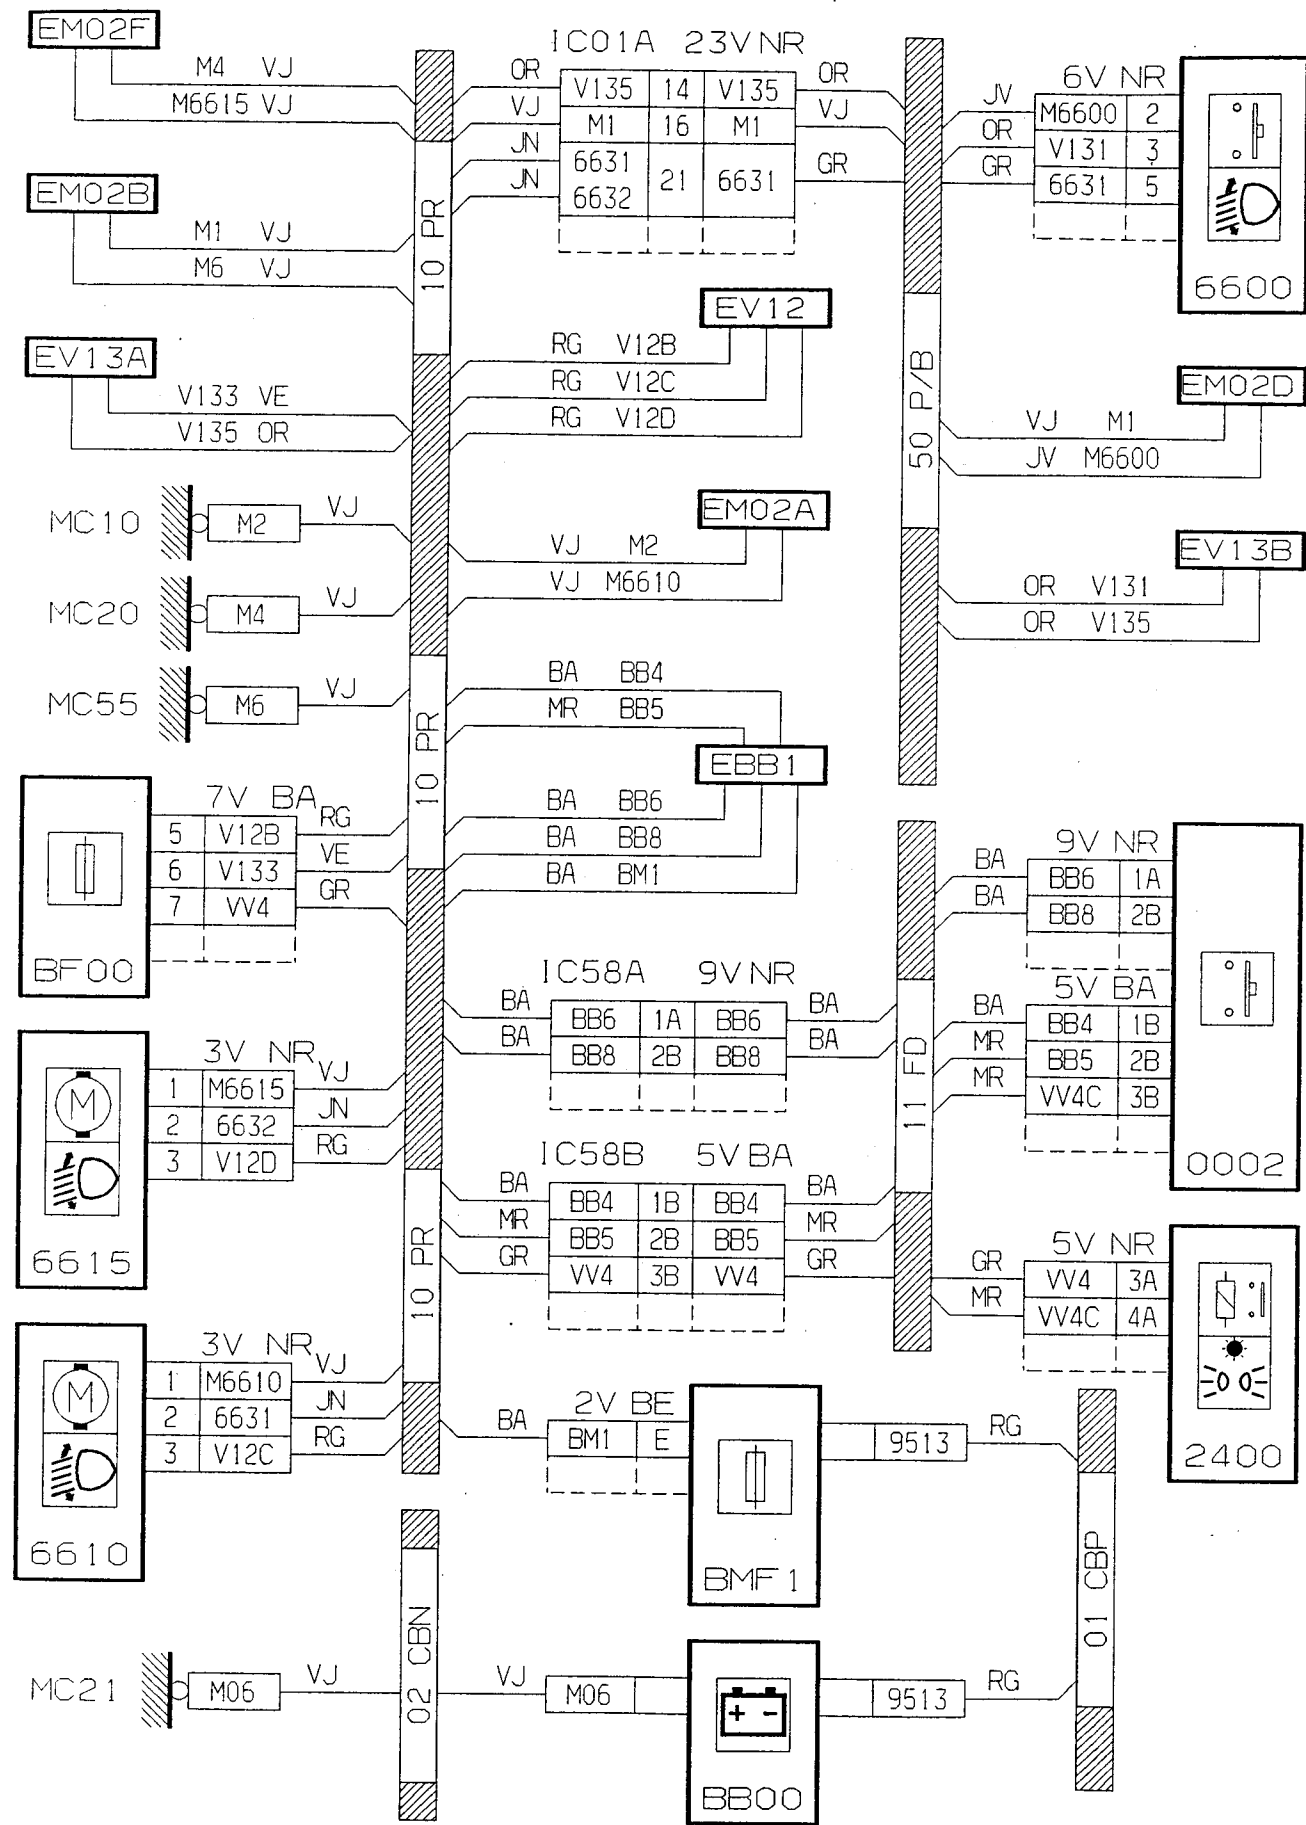 EM02F
M4 VJ
M6615 VJ
EM02B
M1 VJ
M6 VJ
EV13A
V133 VE
V135 OR
MC10 M2 VJ
MC20 M4 VJ
MC55 M6 VJ
7V BA
5 V12B RG
6 V133 VE
7 VV4 GR
BF00
3V NR
1 M6615 VJ
2 6632 JN
3 V12D RG
6615
3V NR
1 M6610 VJ
2 6631 JN
3 V12C RG
6610
MC21 M06 VJ
10 PR
10 PR
10 PR
02 CBN
IC01A 23V NR
OR V135 14 V135 OR
VJ M1 16 M1 VJ
JN 6631 21 6631 GR
JN 6632
EV12
RG V12B
RG V12C
RG V12D
EM02A
VJ M2
VJ M6610
BA BB4
MR BB5
EBB1
BA BB6
BA BB8
BA BM1
IC58A 9V NR
BA BB6 1A BB6 BA
BA BB8 2B BB8 BA
IC58B 5V BA
BA BB4 1B BB4 BA
MR BB5 2B BB5 MR
GR VV4 3B VV4 GR
2V BE
BA BM1 E
9513 RG
BMF1
VJ M06
+ -
9513 RG
BB00
50 P/B
11 FD
01 CBP
6V NR
JV M6600 2
OR V131 3
GR 6631 5
6600
EM02D
VJ M1
JV M6600
EV13B
OR V131
OR V135
9V NR
BA BB6 1A
BA BB8 2B
5V BA
BA BB4 1B
MR BB5 2B
MR VV4C 3B
0002
5V NR
GR VV4 3A
MR VV4C 4A
2400
M
M